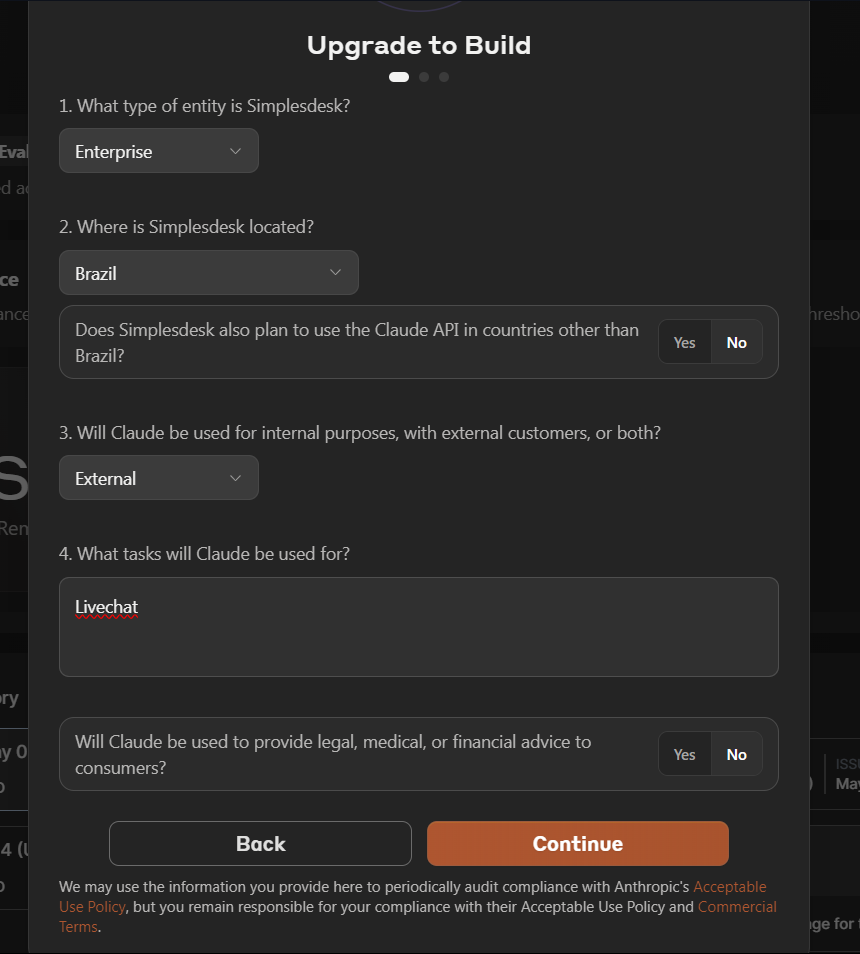 Upgrade to Build
1. What type of entity is Simplesdesk?
Enterprise
2. Where is Simplesdesk located?
Brazil
Does Simplesdesk also plan to use the Claude API in countries other than
Brazil?
Yes No
3. Will Claude be used for internal purposes, with external customers, or both?
External
4. What tasks will Claude be used for?
Livechat
Will Claude be used to provide legal, medical, or financial advice to
consumers?
Yes No
Back Continue
We may use the information you provide here to periodically audit compliance with Anthropic's Acceptable
Use Policy, but you remain responsible for your compliance with their Acceptable Use Policy and Commercial
Terms.